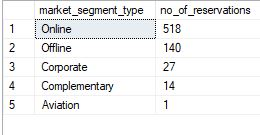 market_segment_type no_of_reservations
1 Online 518
2 Offline 140
3 Corporate 27
4 Complementary 14
5 Aviation 1